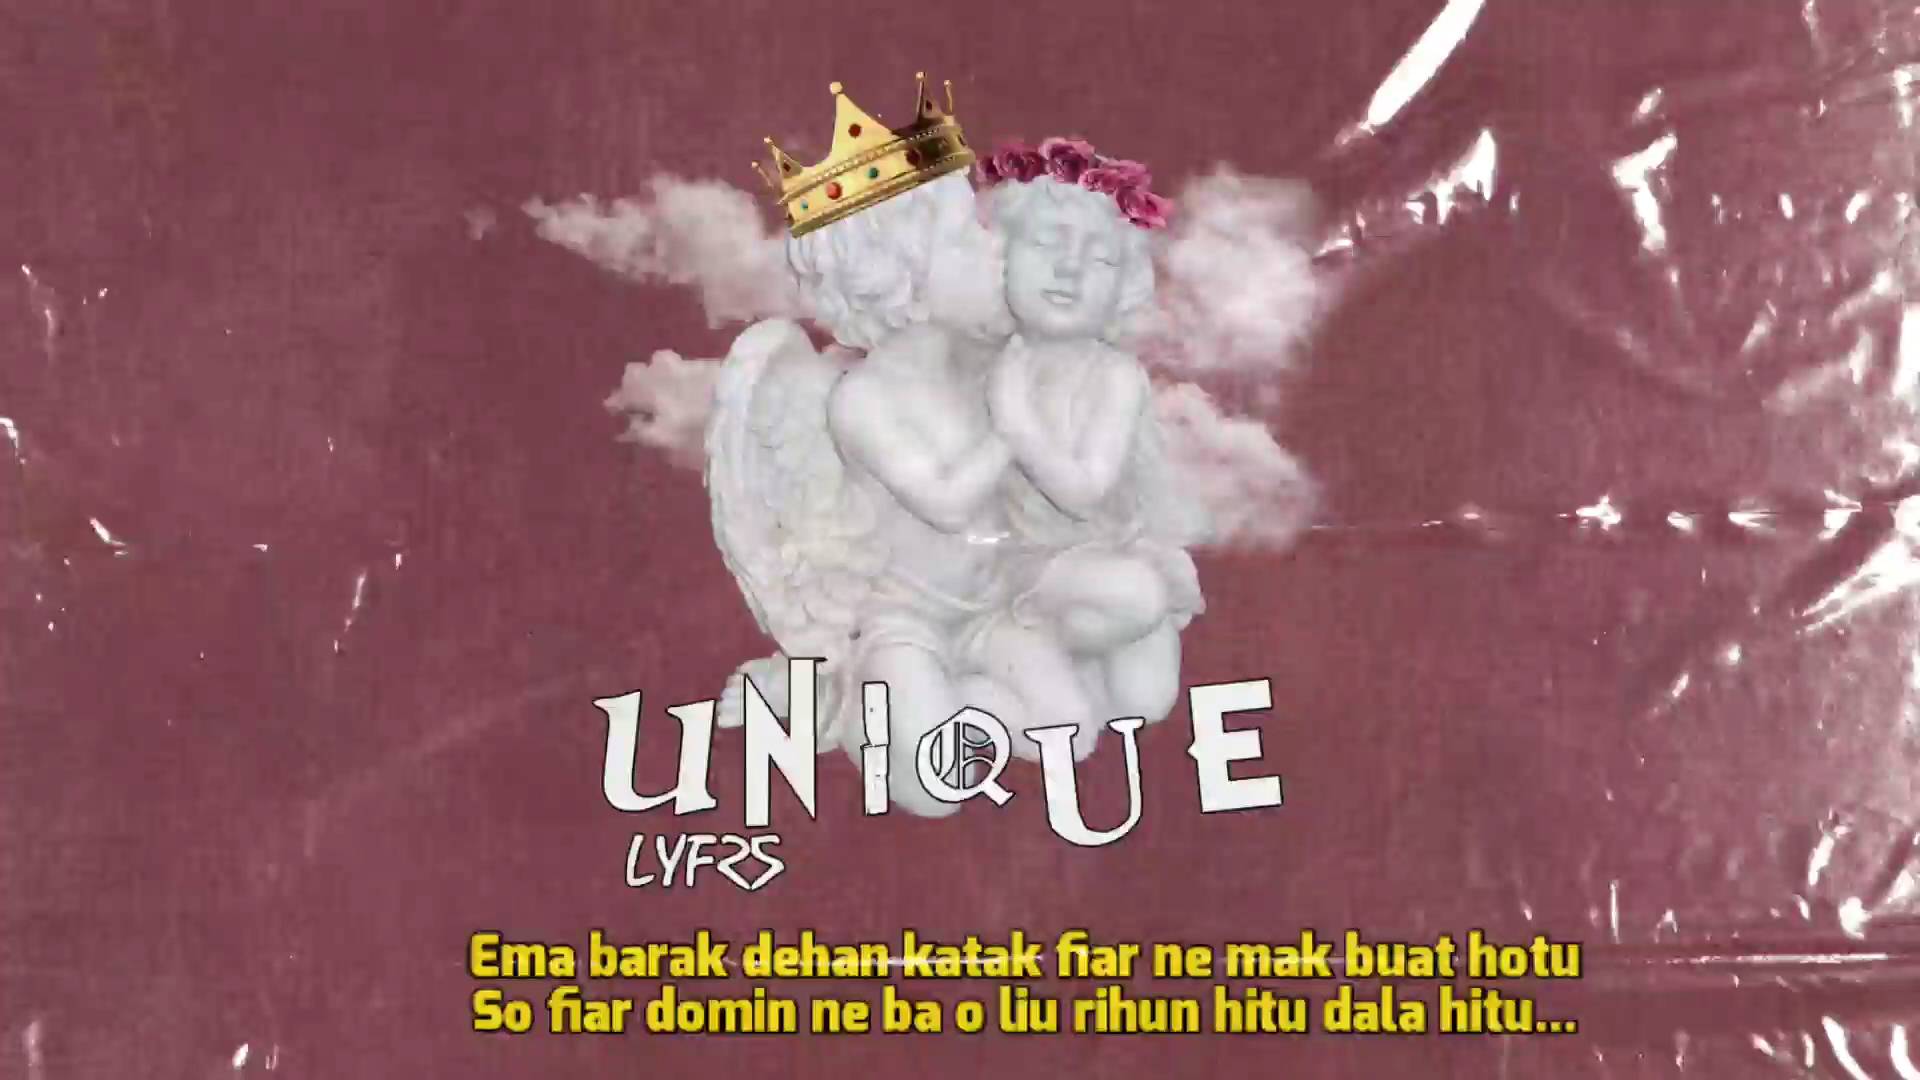 UNIQUE
LYFRS
Ema barak dehan katak fiar ne mak buat hotu
So fiar domin ne ba o liu rihun hitu dala hitu...